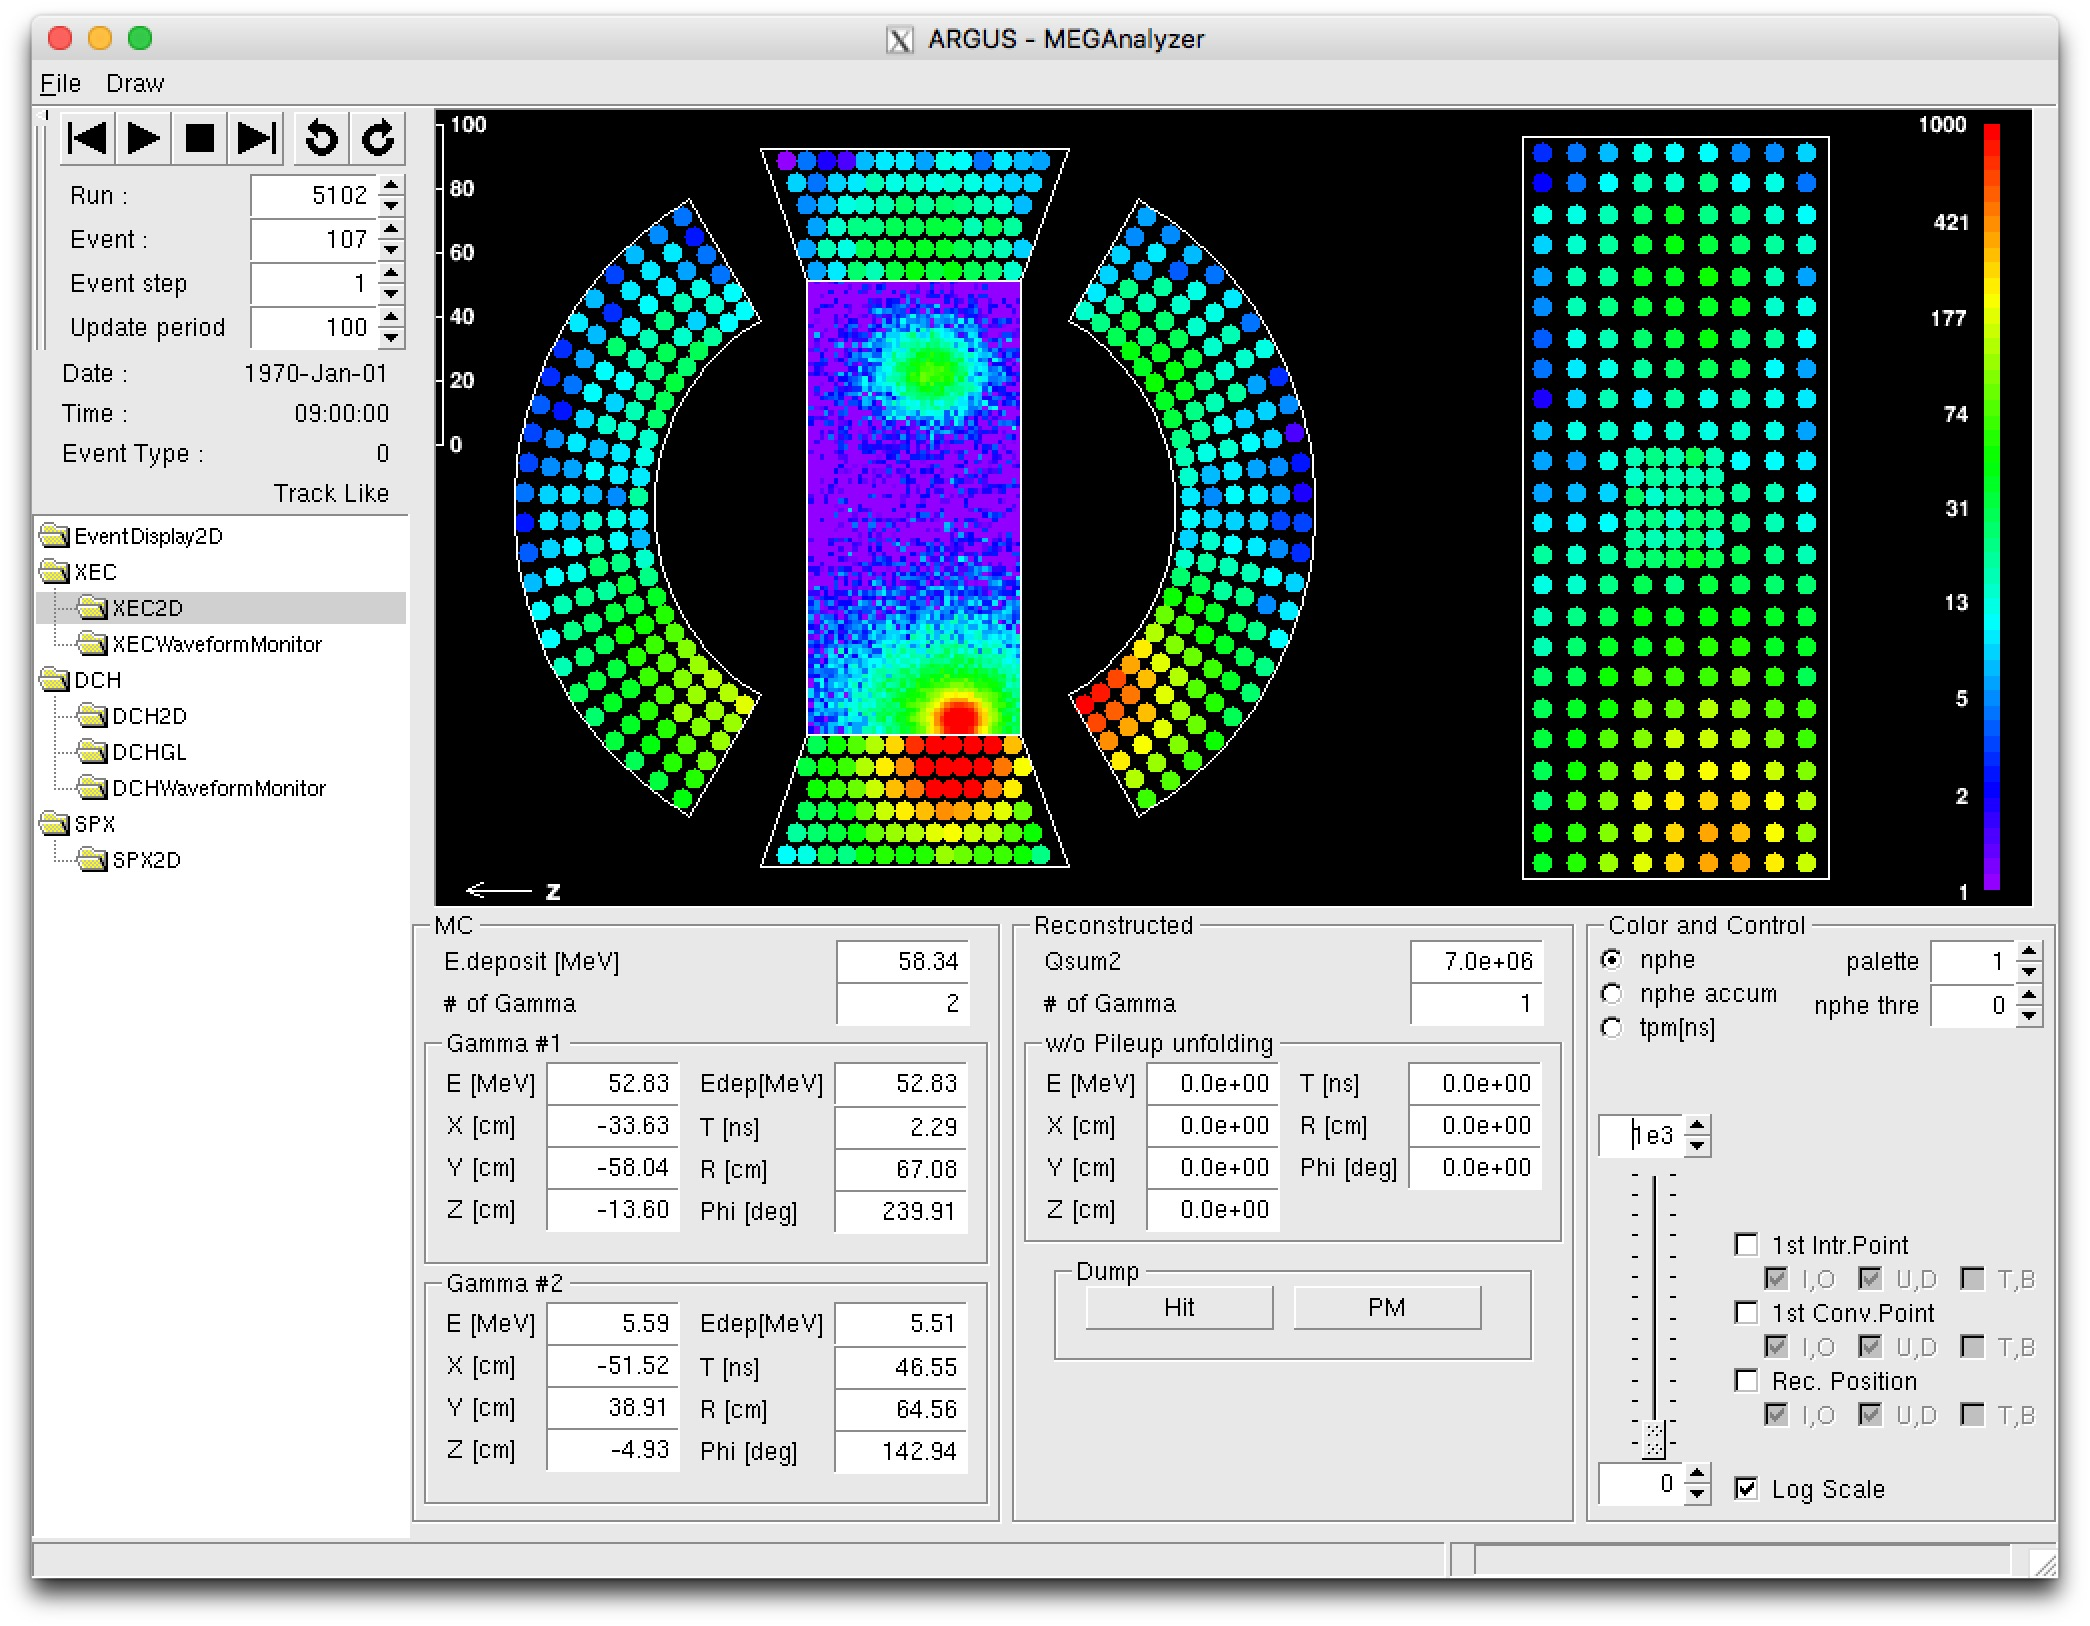 ARGUS - MEGAnalyzer
File Draw
Run : 5102
Event : 107
Event step 1
Update period 100
Date : 1970-Jan-01
Time : 09:00:00
Event Type : 0
Track Like
EventDisplay2D
XEC
XEC2D
XECWaveformMonitor
DCH
DCH2D
DCHGL
DCHWaveformMonitor
SPX
SPX2D
100
80
60
40
20
0
Z
1000
421
177
74
31
13
5
2
1
MC
E.deposit [MeV] 58.34
# of Gamma 2
Gamma #1
E [MeV] 52.83 Edep[MeV] 52.83
X [cm] -33.63 T [ns] 2.29
Y [cm] -58.04 R [cm] 67.08
Z [cm] -13.60 Phi [deg] 239.91
Gamma #2
E [MeV] 5.59 Edep[MeV] 5.51
X [cm] -51.52 T [ns] 46.55
Y [cm] 38.91 R [cm] 64.56
Z [cm] -4.93 Phi [deg] 142.94
Reconstructed
Qsum2 7.0e+06
# of Gamma 1
w/o Pileup unfolding
E [MeV] 0.0e+00 T [ns] 0.0e+00
X [cm] 0.0e+00 R [cm] 0.0e+00
Y [cm] 0.0e+00 Phi [deg] 0.0e+00
Z [cm] 0.0e+00
Dump
Hit PM
Color and Control
nphe palette 1
nphe accum nphe thre 0
tpm[ns]
1e3
1st Intr.Point
I,O U,D T,B
1st Conv.Point
I,O U,D T,B
Rec. Position
I,O U,D T,B
0 Log Scale